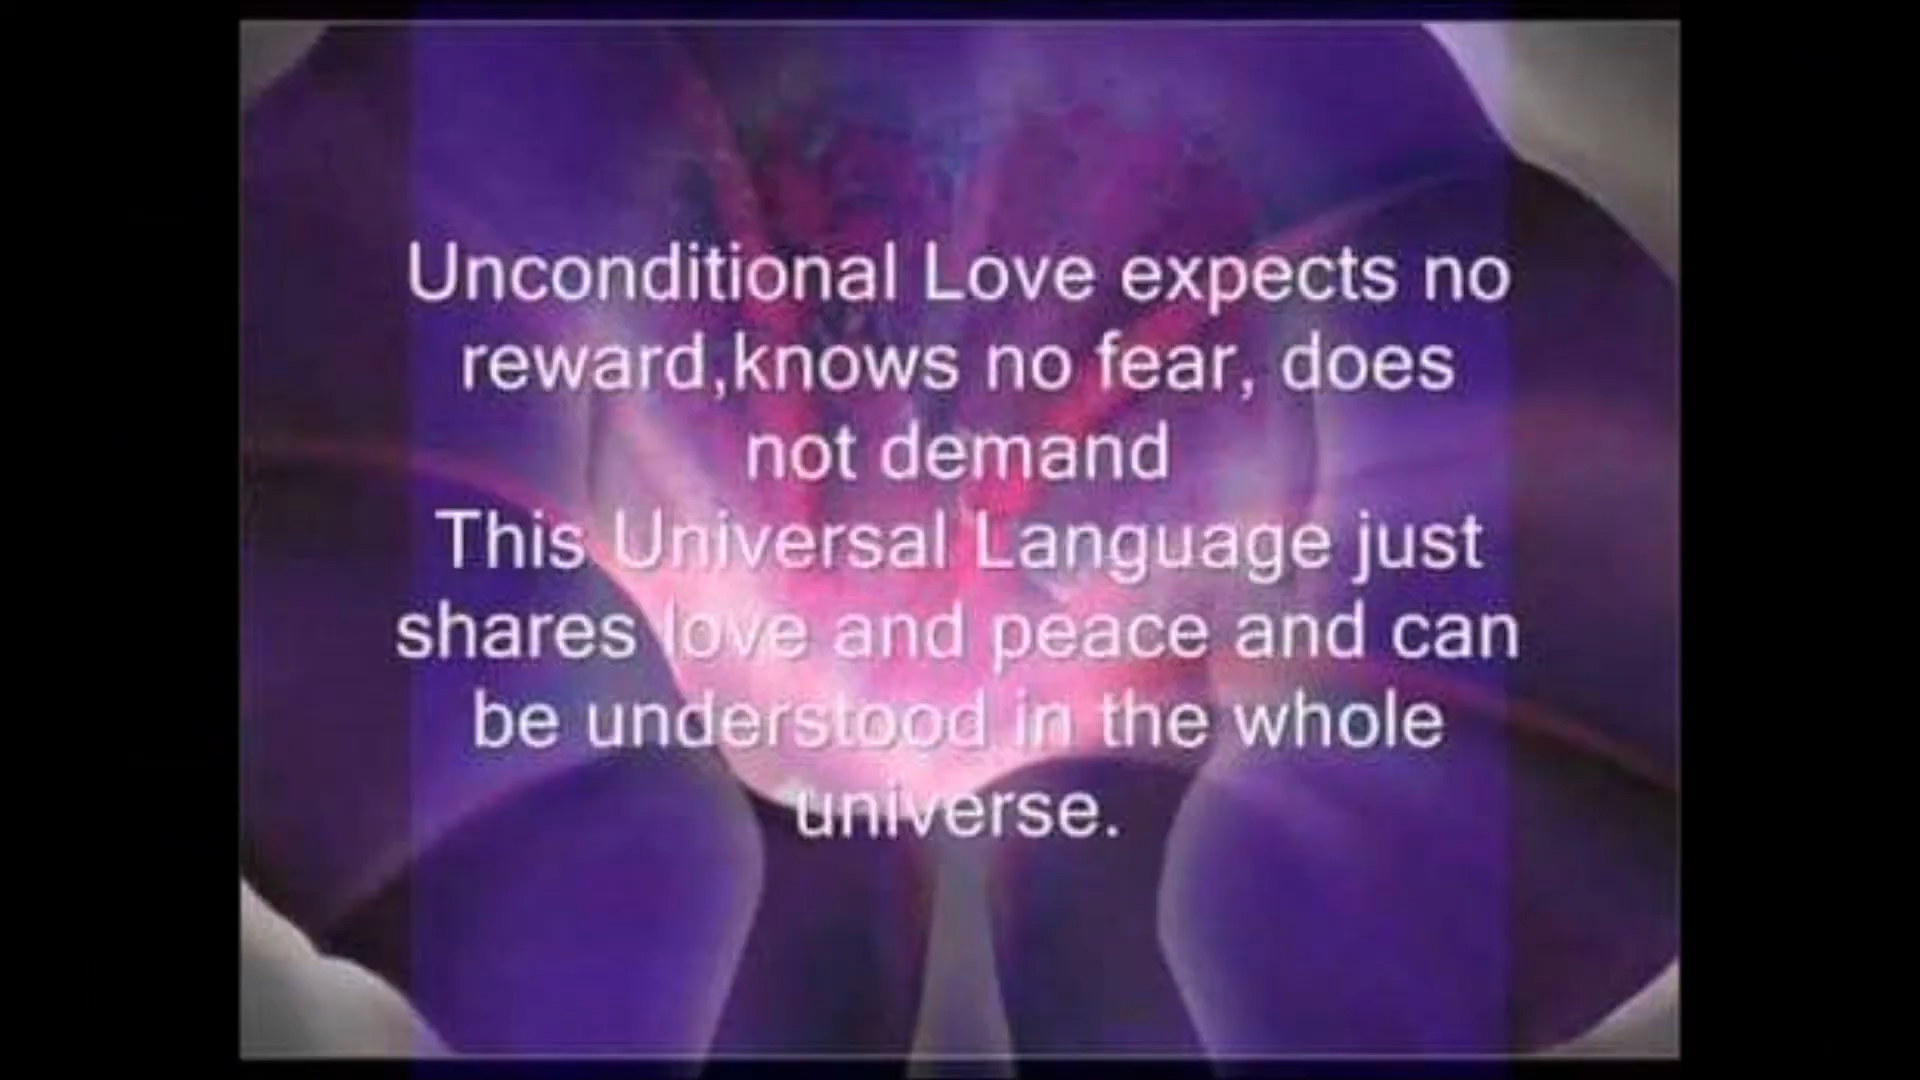 Unconditional Love expects no
reward,knows no fear, does
not demand
This Universal Language just
shares love and peace and can
be understood in the whole
universe.